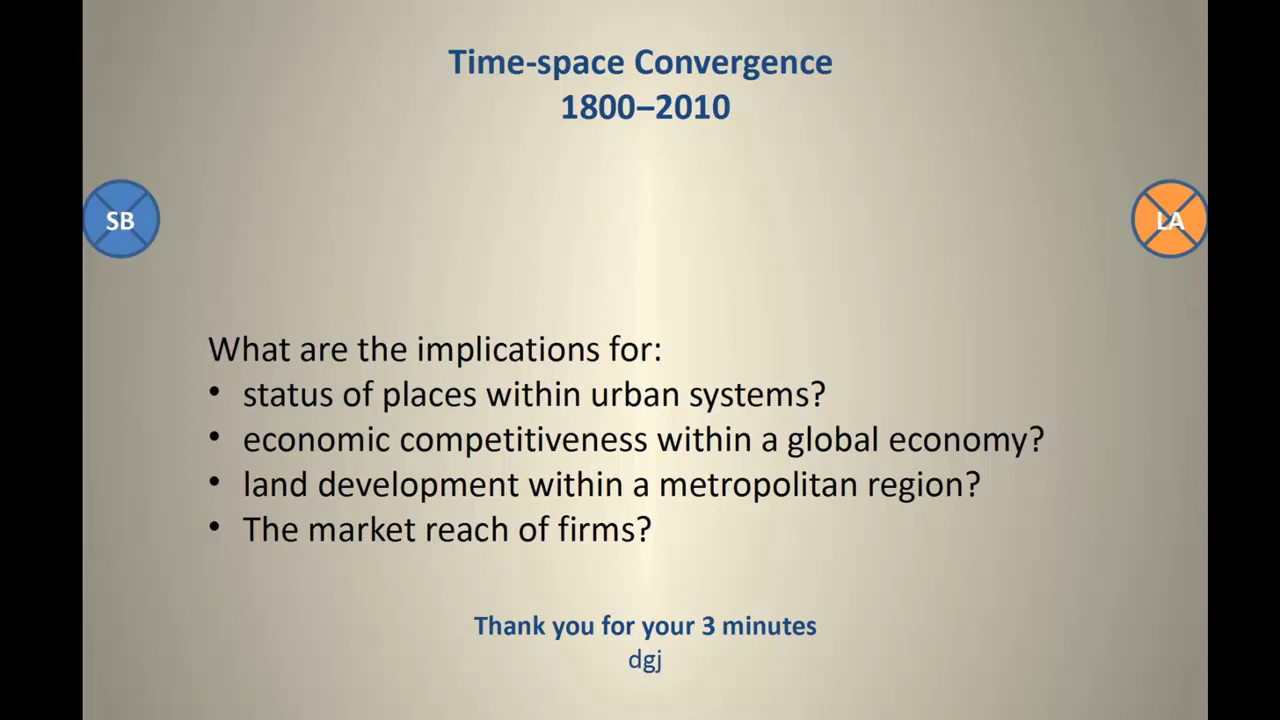 Time-space Convergence
1800–2010
SB
LA
What are the implications for:
• status of places within urban systems?
• economic competitiveness within a global economy?
• land development within a metropolitan region?
• The market reach of firms?
Thank you for your 3 minutes
dgj